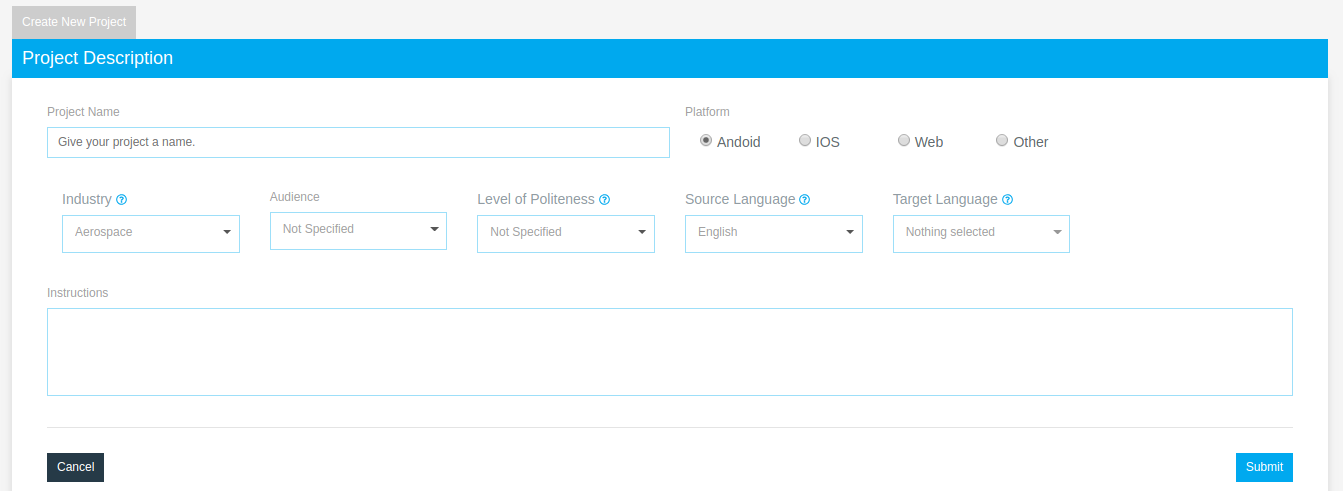 Create New Project
Project Description
Project Name
Platform
Give your project a name.
Andoid
IOS
Web
Other
Industry
Audience
Level of Politeness
Source Language
Target Language
Aerospace
Not Specified
Not Specified
English
Nothing selected
Instructions
Cancel
Submit